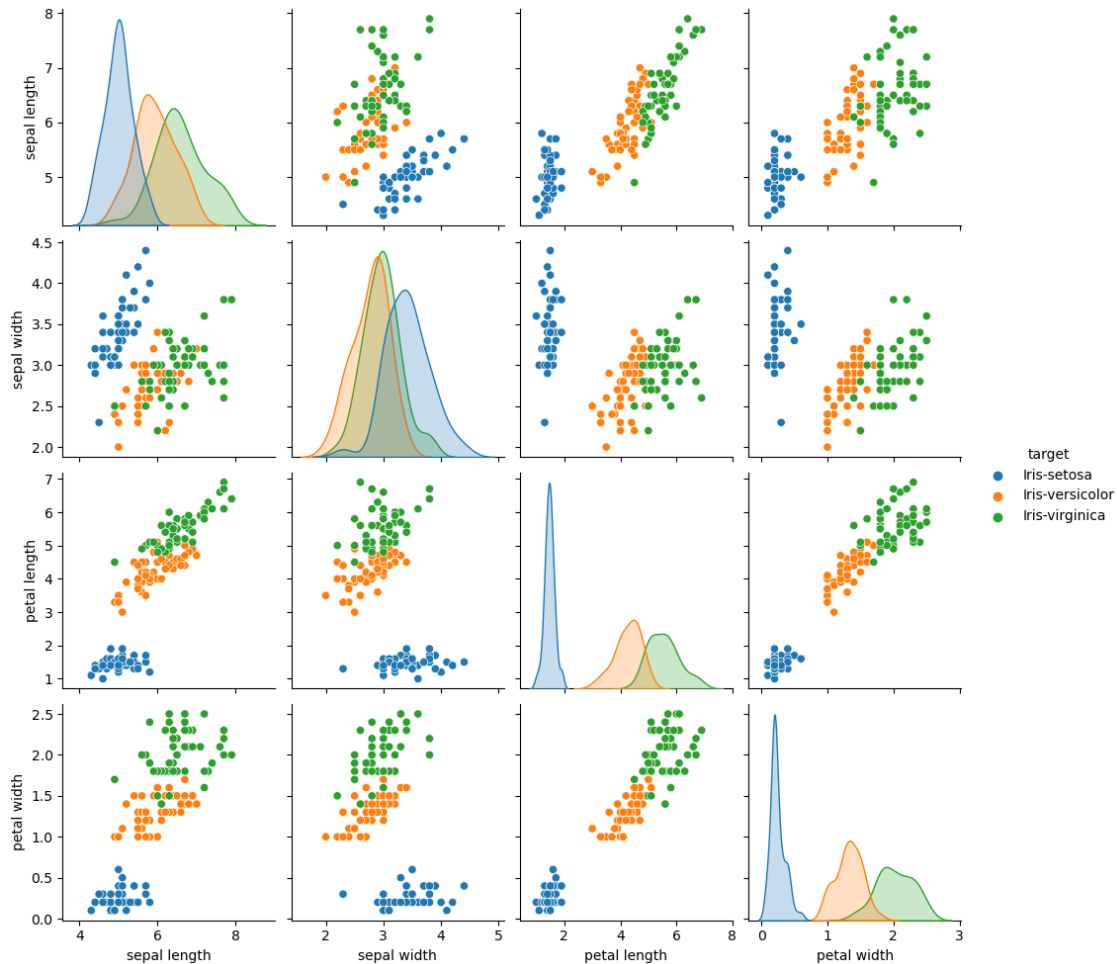 8
7
6
5
sepal length
4.5
4.0
3.5
3.0
2.5
2.0
sepal width
target
Iris-setosa
Iris-versicolor
Iris-virginica
7
6
5
4
3
2
1
petal length
2.5
2.0
1.5
1.0
0.5
0.0
petal width
4 6 8
sepal length
2 3 4 5
sepal width
2 4 6 8
petal length
0 1 2 3
petal width